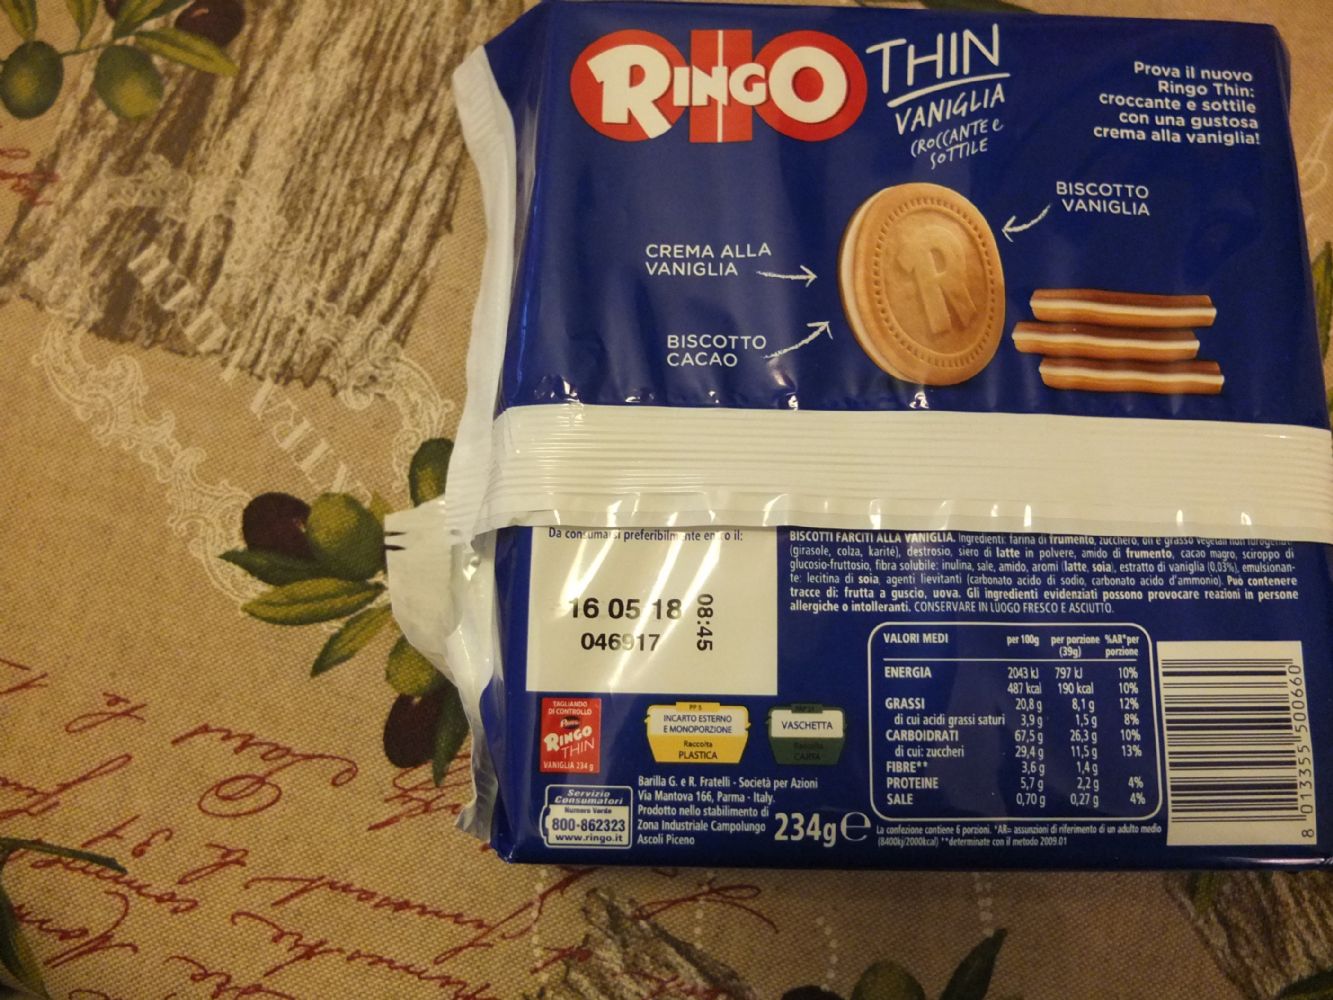 RINGO
THIN
VANIGLIA
CROCCANTE e
SOTTILE
Prova il nuovo
Ringo Thin:
croccante e sottile
con una gustosa
crema alla vaniglia!
BISCOTTO
VANIGLIA
CREMA ALLA
VANIGLIA
BISCOTTO
CACAO
R
Da consumarsi preferibilmente entro il:
16 05 18
046917
08:45
BISCOTTI FARCITI ALLA VANIGLIA. Ingredienti: farina di frumento, zucchero, oli e grassi vegetali non idrogenati
(girasole, colza, karité), destrosio, siero di latte in polvere, amido di frumento, cacao magro, sciroppo di
glucosio-fruttosio, fibra solubile: inulina, sale, amido, aromi (latte, soia), estratto di vaniglia (0,03%), emulsionan-
te: lecitina di soia, agenti lievitanti (carbonato acido di sodio, carbonato acido d'ammonio). Può contenere
tracce di: frutta a guscio, uova. Gli ingredienti evidenziati possono provocare reazioni in persone
allergiche o intolleranti. CONSERVARE IN LUOGO FRESCO E ASCIUTTO.
VALORI MEDI per 100g per porzione (39g) %AR*per porzione
ENERGIA 2043 kJ 797 kJ 10%
487 kcal 190 kcal 10%
GRASSI 20,8 g 8,1 g 12%
di cui acidi grassi saturi 3,9 g 1,5 g 8%
CARBOIDRATI 67,5 g 26,3 g 10%
di cui: zuccheri 29,4 g 11,5 g 13%
FIBRE** 3,6 g 1,4 g
PROTEINE 5,7 g 2,2 g 4%
SALE 0,70 g 0,27 g 4%
La confezione contiene 6 porzioni. *AR= assunzioni di riferimento di un adulto medio
(8400kj/2000kcal) **determinate con il metodo 2009.01
8 013355 500660
TAGLIANDO
DI CONTROLLO
Pavesi
RINGO
THIN
VANIGLIA 234 g
PP 5
INCARTO ESTERNO
E MONOPORZIONE
Raccolta
PLASTICA
PAP 21
VASCHETTA
Raccolta
CARTA
Servizio
Consumatori
Numero Verde
800-862323
www.ringo.it
Barilla G. e R. Fratelli - Società per Azioni
Via Mantova 166, Parma - Italy.
Prodotto nello stabilimento di
Zona Industriale Campolungo
Ascoli Piceno
234g e